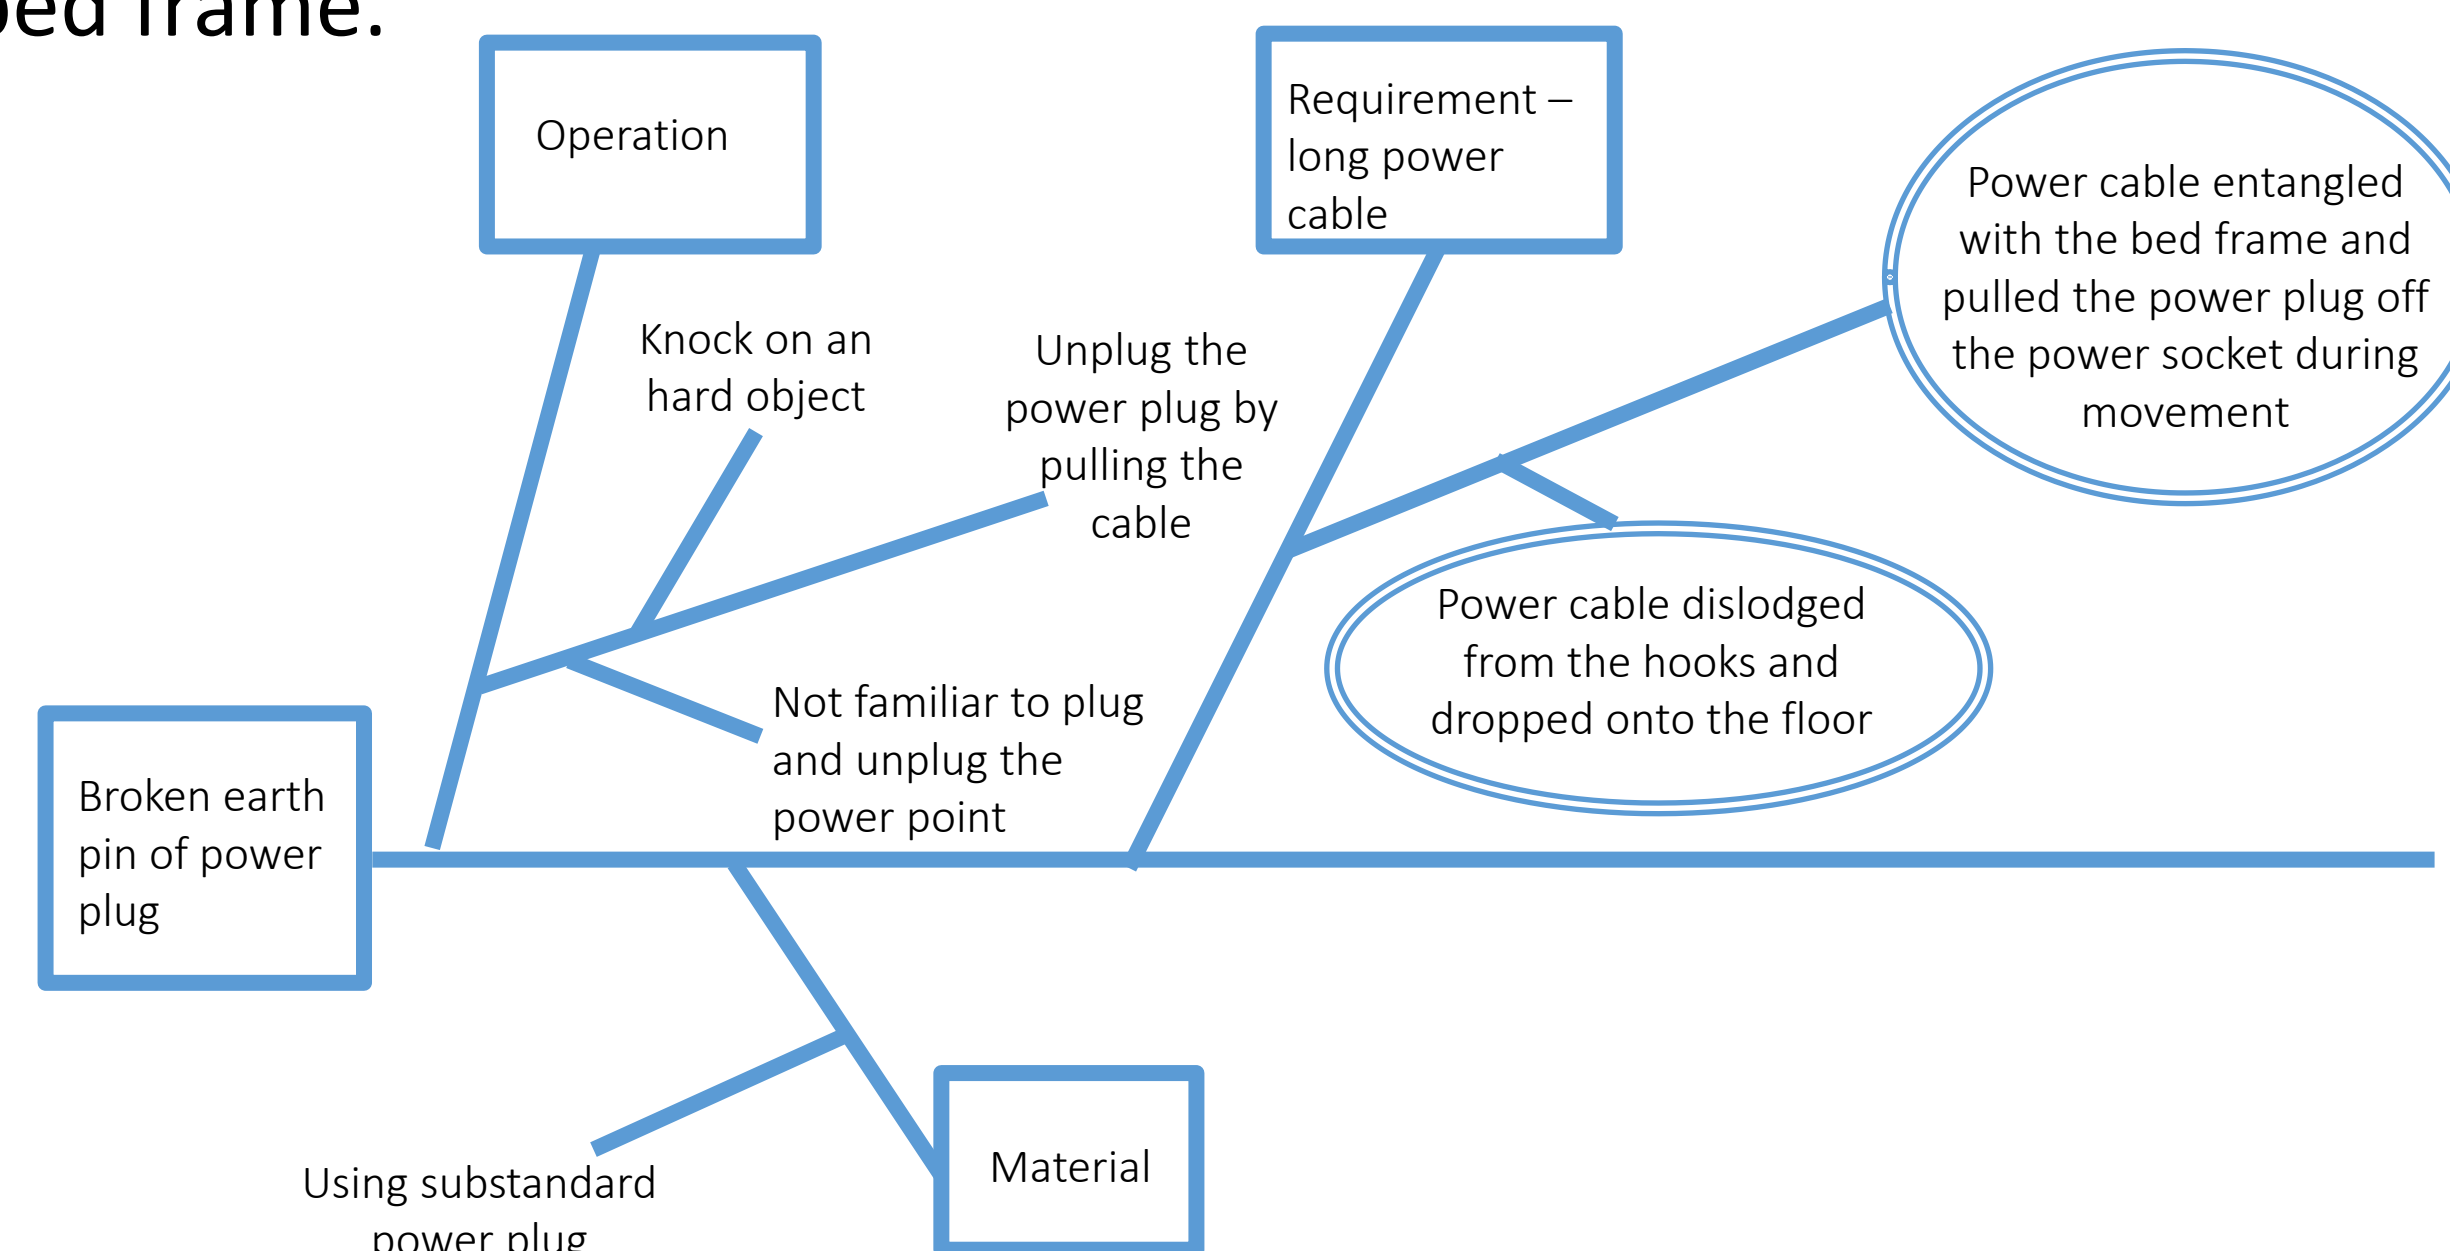 bed frame.
Operation
Requirement –
long power
cable
Power cable entangled
with the bed frame and
pulled the power plug off
the power socket during
movement
Knock on an
hard object
Unplug the
power plug by
pulling the
cable
Power cable dislodged
from the hooks and
dropped onto the floor
Not familiar to plug
and unplug the
power point
Broken earth
pin of power
plug
Using substandard
power plug
Material